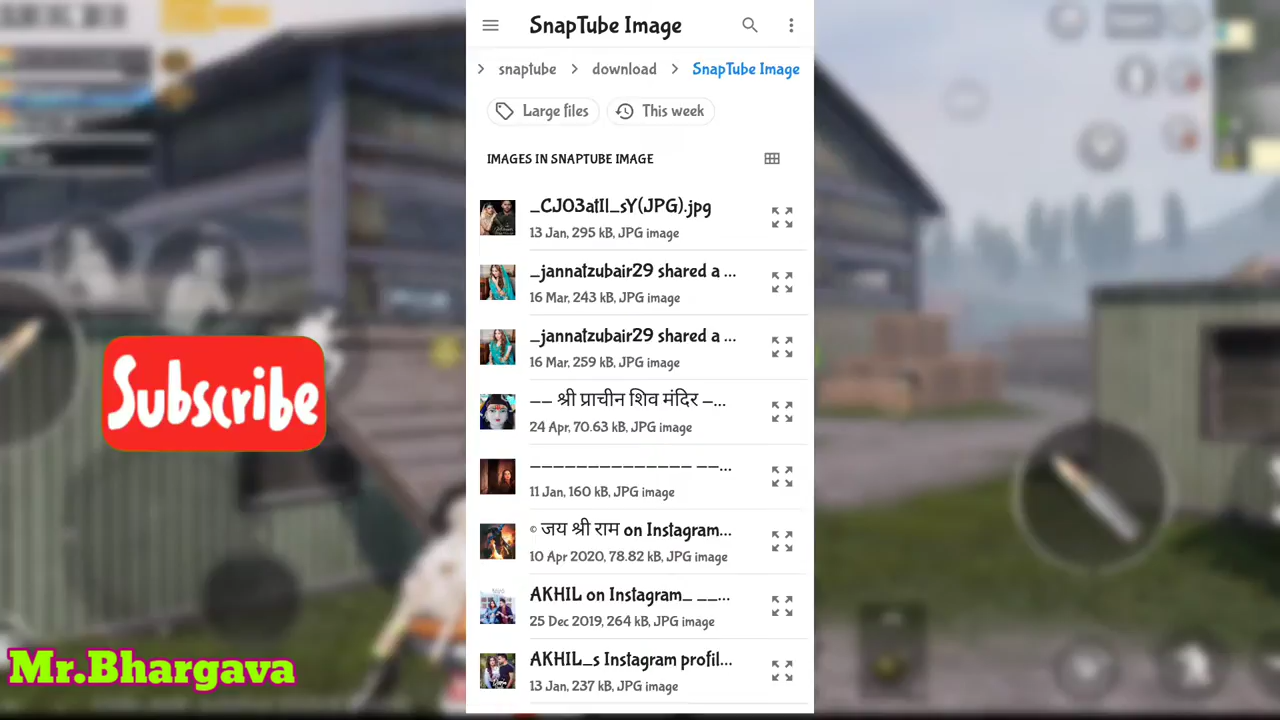 SnapTube Image
snaptube
download
SnapTube Image
Large files
This week
IMAGES IN SNAPTUBE IMAGE
_CJO3atIl_sY(JPG).jpg
13 Jan, 295 kB, JPG image
_jannatzubair29 shared a ...
16 Mar, 243 kB, JPG image
_jannatzubair29 shared a ...
16 Mar, 259 kB, JPG image
__ श्री प्राचीन शिव मंदिर _...
24 Apr, 70.63 kB, JPG image
______________ __...
11 Jan, 160 kB, JPG image
© जय श्री राम on Instagram...
10 Apr 2020, 78.82 kB, JPG image
AKHIL on Instagram_ __...
25 Dec 2019, 264 kB, JPG image
AKHIL_s Instagram profil...
13 Jan, 237 kB, JPG image
Subscribe
Mr.Bhargava